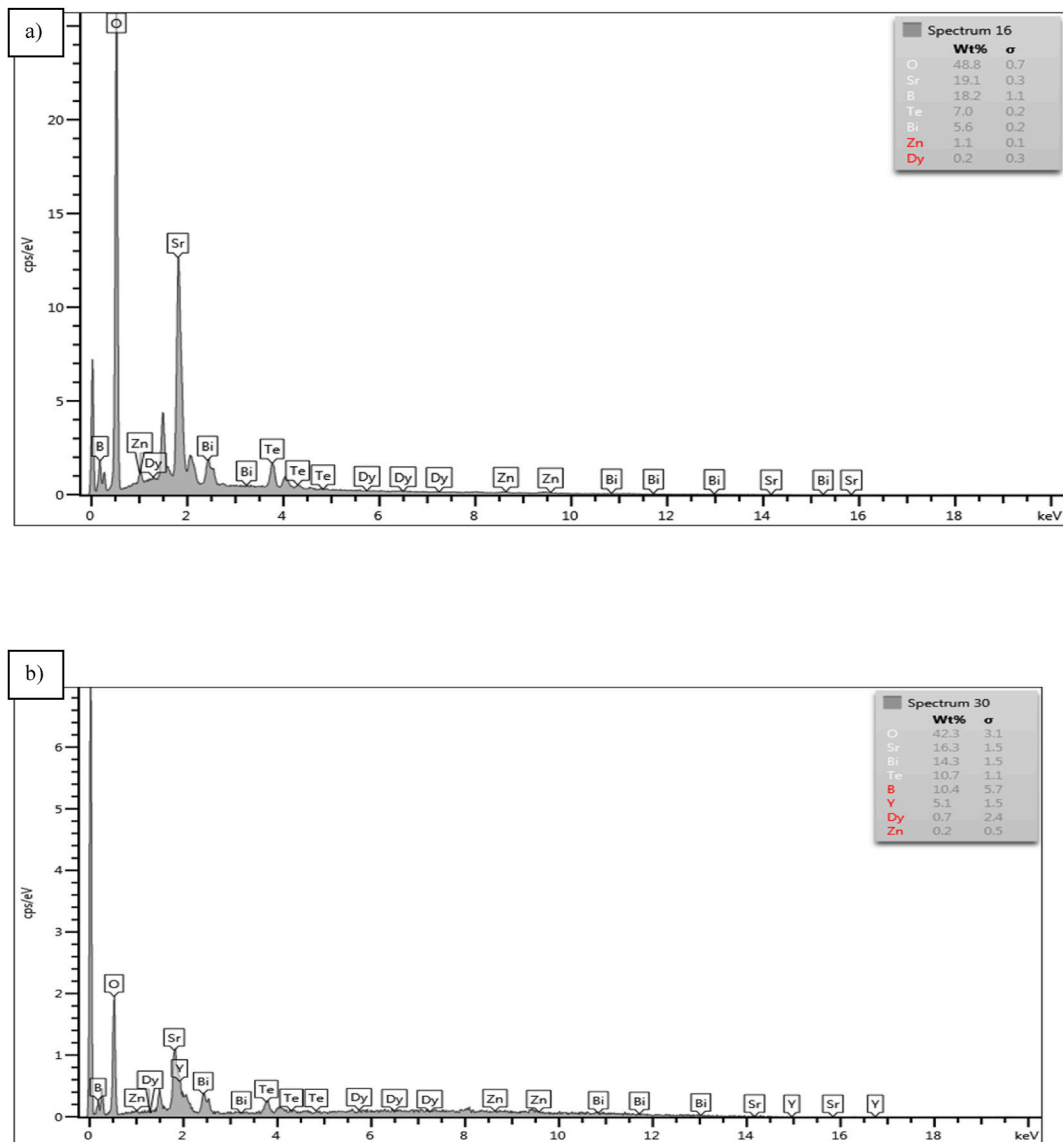 a)
Spectrum 16
Wt% σ
O 48.8 0.7
Sr 19.1 0.3
B 18.2 1.1
Te 7.0 0.2
Bi 5.6 0.2
Zn 1.1 0.1
Dy 0.2 0.3
O
Sr
B Zn Dy Bi Bi Te Te Te Dy Dy Dy Zn Zn Bi Bi Bi Sr Bi Sr
20
15
10
5
0
cps/eV
0 2 4 6 8 10 12 14 16 18 keV
b)
Spectrum 30
Wt% σ
O 42.3 3.1
Sr 16.3 1.5
Bi 14.3 1.5
Te 10.7 1.1
B 10.4 5.7
Y 5.1 1.5
Dy 0.7 2.4
Zn 0.2 0.5
O
Sr
Y
B Zn Dy Bi Bi Te Te Te Dy Dy Dy Zn Zn Bi Bi Bi Sr Y Sr Y
6
5
4
3
2
1
0
cps/eV
0 2 4 6 8 10 12 14 16 18 keV